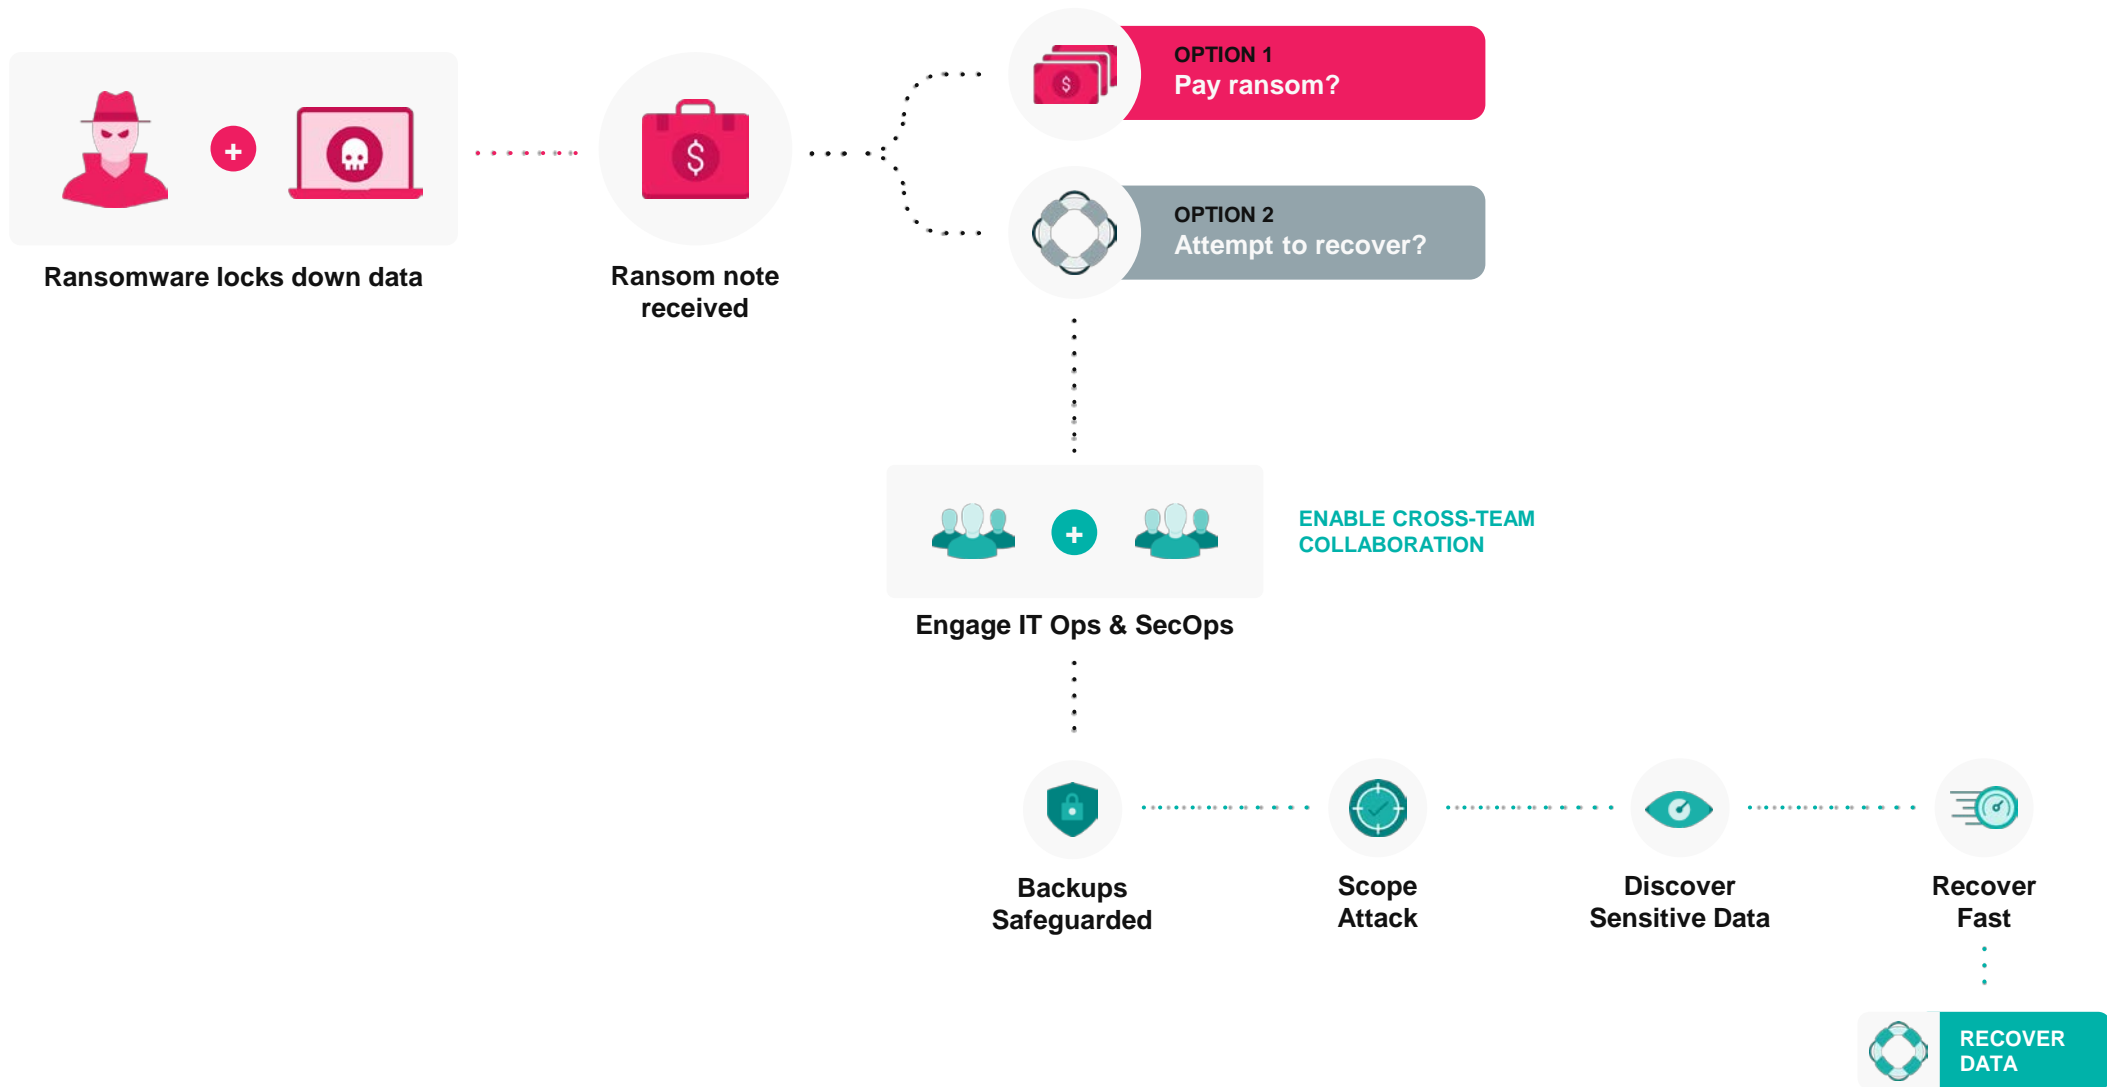 OPTION 1
Pay ransom?
OPTION 2
Attempt to recover?
Ransomware locks down data
Ransom note
received
ENABLE CROSS-TEAM
COLLABORATION
Engage IT Ops & SecOps
Backups
Safeguarded
Scope
Attack
Discover
Sensitive Data
Recover
Fast
RECOVER
DATA